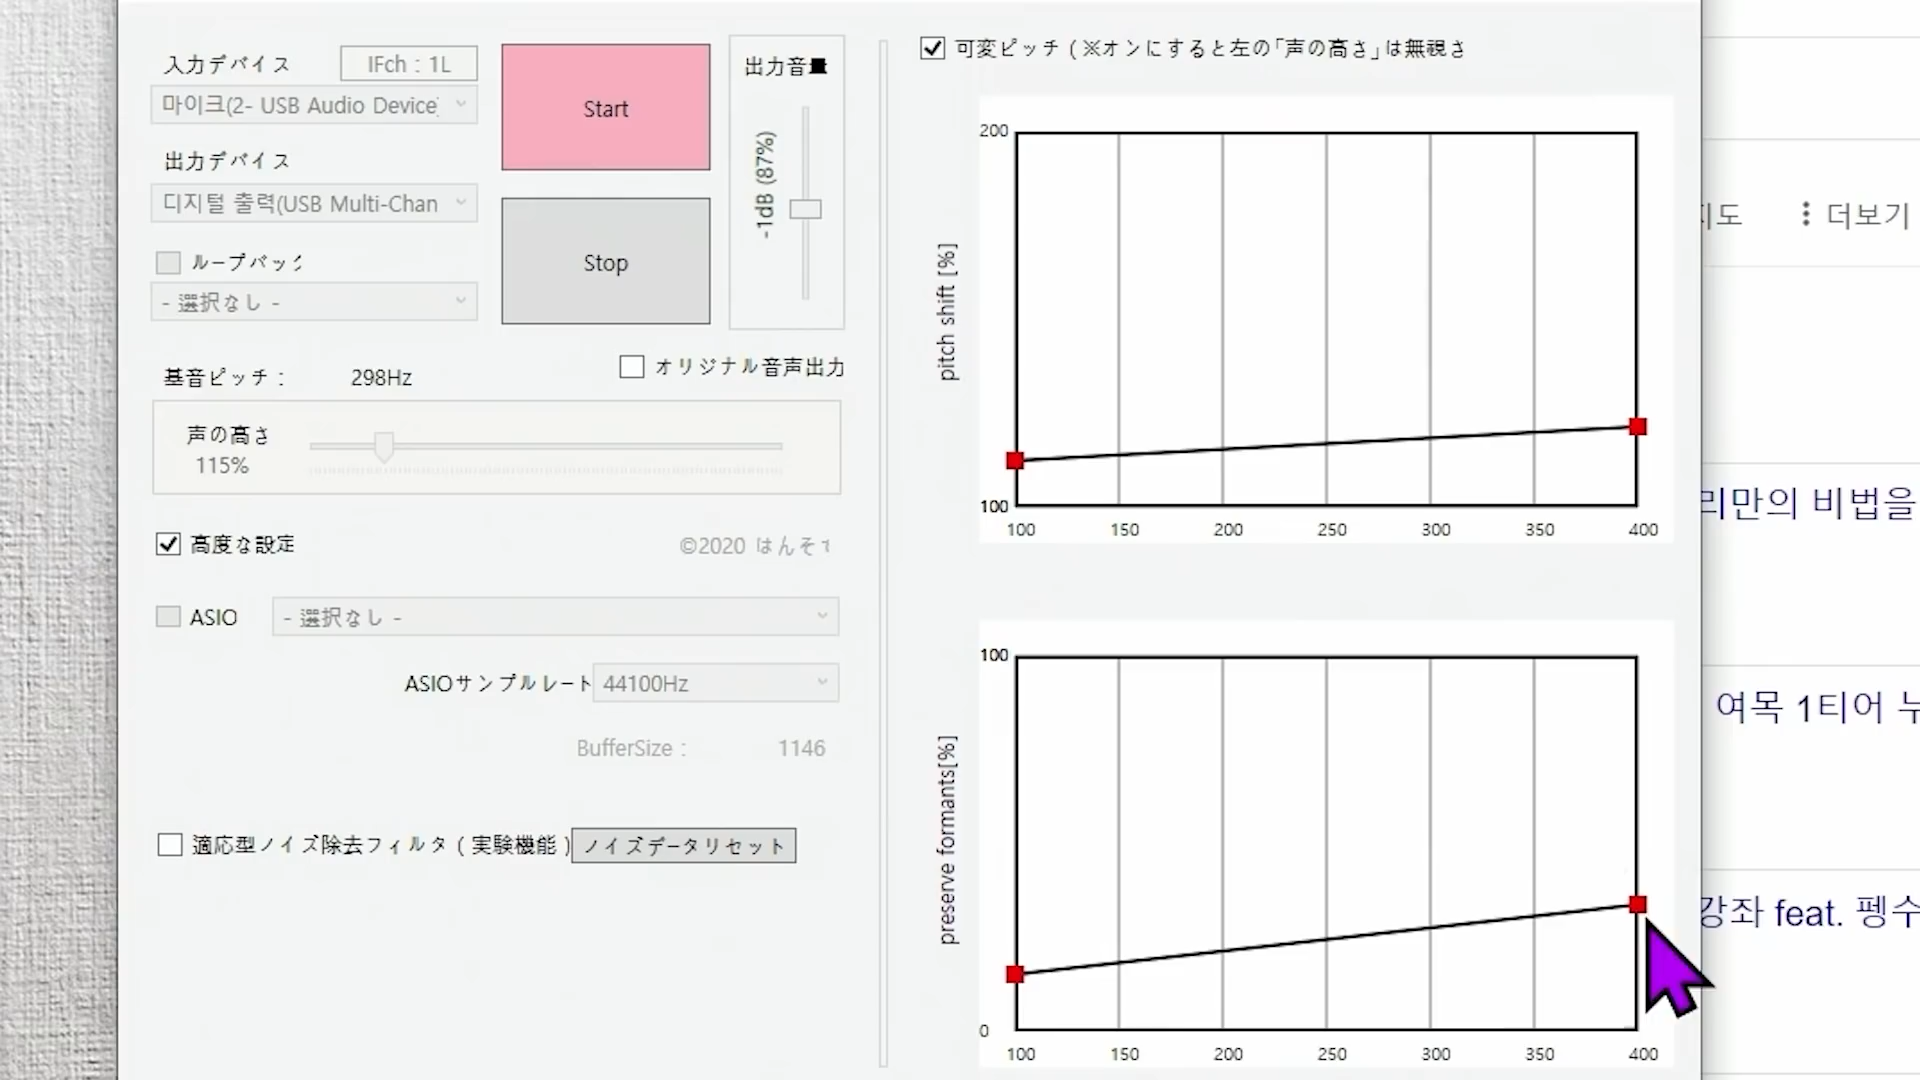 入力デバイス
IFch : 1L
마이크(2- USB Audio Device)
出力デバイス
디지털 출력(USB Multi-Chan
ループバック
- 選択なし -
Start
Stop
出力音量
-1dB (87%)
基音ピッチ :
298Hz
オリジナル音声出力
声の高さ
115%
高度な設定
©2020 はんそ
ASIO
- 選択なし -
ASIOサンプルレート
44100Hz
BufferSize :
1146
適応型ノイズ除去フィルタ ( 実験機能 )
ノイズデータリセット
可変ピッチ ( ※オンにすると左の「声の高さ」は無視さ
pitch shift [%]
200
100
100 150 200 250 300 350 400
preserve formants[%]
100
0
100 150 200 250 300 350 400
지도
더보기
리만의 비법을
여목 1티어
강좌 feat. 펭수